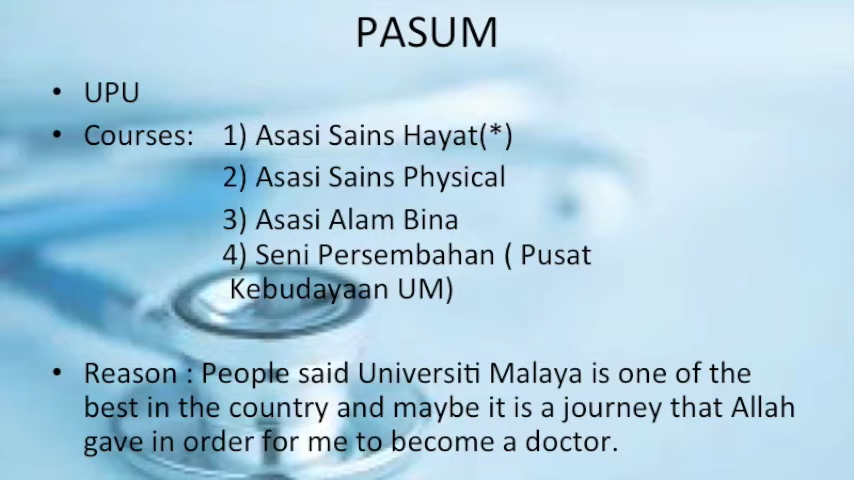 PASUM
• UPU
• Courses: 1) Asasi Sains Hayat(*)
2) Asasi Sains Physical
3) Asasi Alam Bina
4) Seni Persembahan ( Pusat
Kebudayaan UM)
• Reason : People said Universiti Malaya is one of the
best in the country and maybe it is a journey that Allah
gave in order for me to become a doctor.